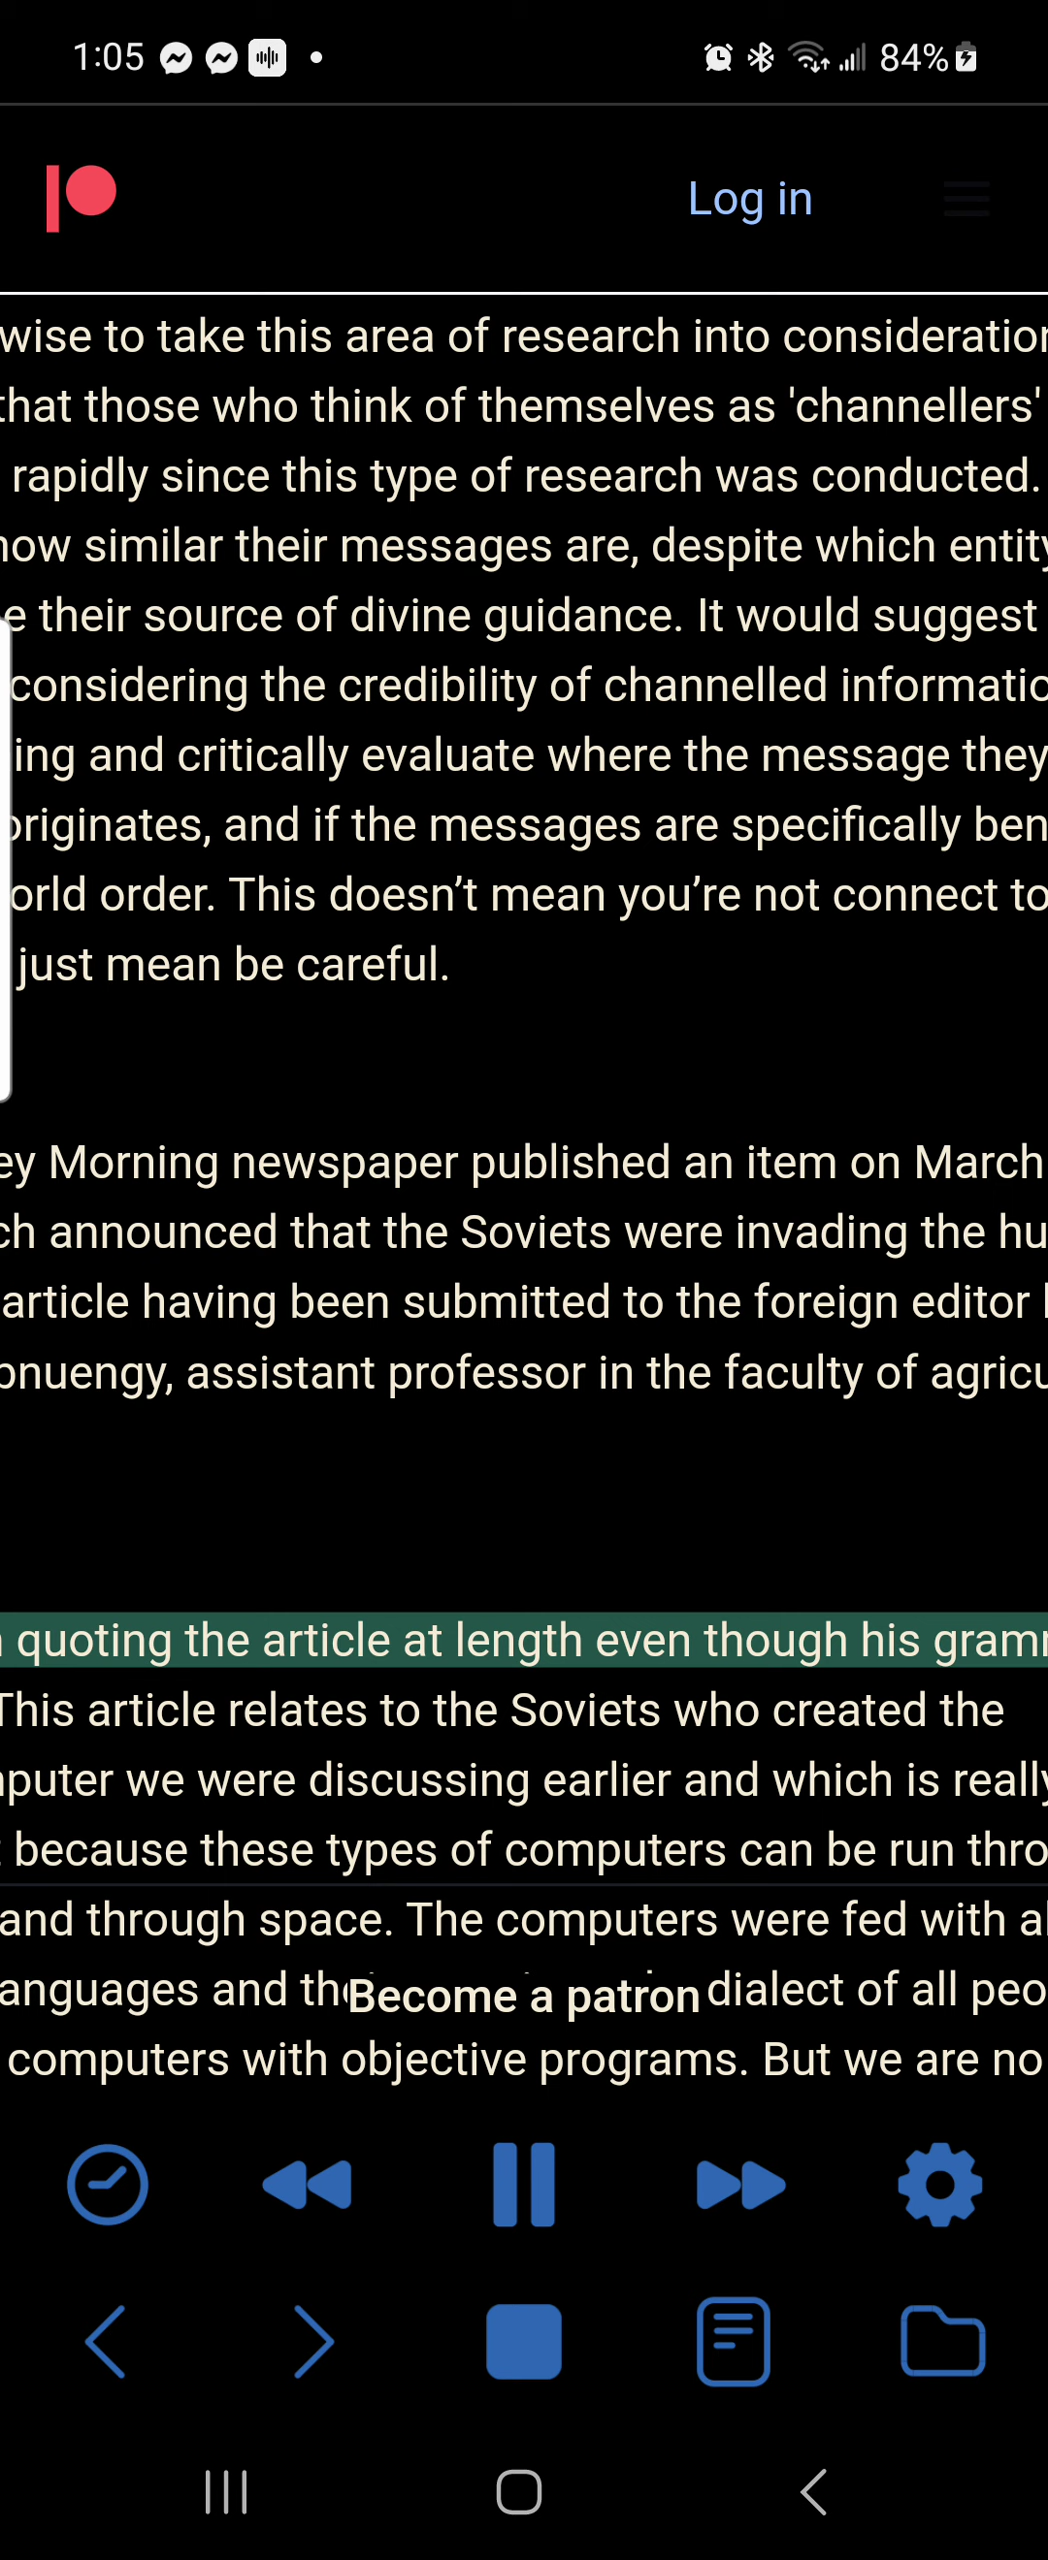 1:05
84%
Log in
wise to take this area of research into consideration
that those who think of themselves as 'channellers'
rapidly since this type of research was conducted.
how similar their messages are, despite which entity
their source of divine guidance. It would suggest
considering the credibility of channelled
ing and critically evaluate where the message they
originates, and if the messages are specifically ben
orld order. This doesn’t mean you’re not connect to
just mean be careful.
ey Morning newspaper published an item on March
ch announced that the Soviets were invading the hu
article having been submitted to the foreign editor
onuengy, assistant professor in the faculty of agricu
quoting the article at length even though his gram
This article relates to the Soviets who created the
mputer we were discussing earlier and which is really
because these types of computers can be run thro
and through space. The computers were fed with al
anguages and the
Become a patron
dialect of all peo
computers with objective programs. But we are no